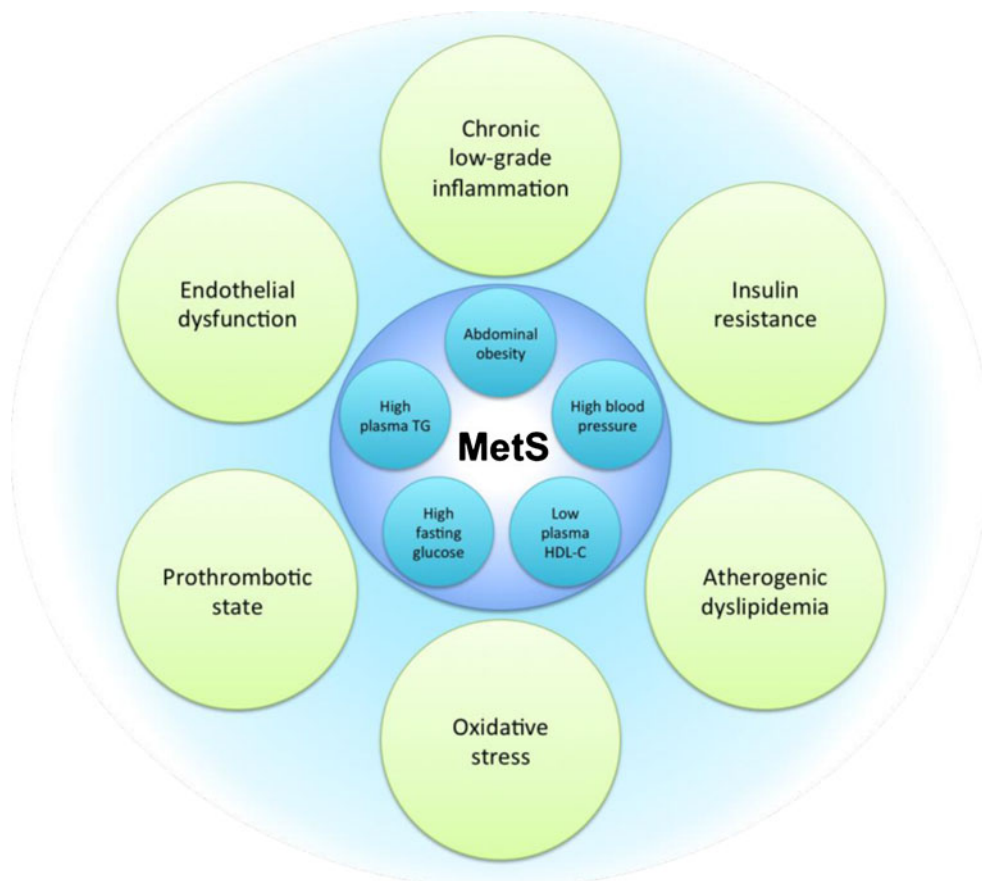 Chronic
low-grade
inflammation
Endothelial
dysfunction
Insulin
resistance
Abdominal
obesity
High
plasma TG
High blood
pressure
MetS
High
fasting
glucose
Low
plasma
HDL-C
Prothrombotic
state
Atherogenic
dyslipidemia
Oxidative
stress